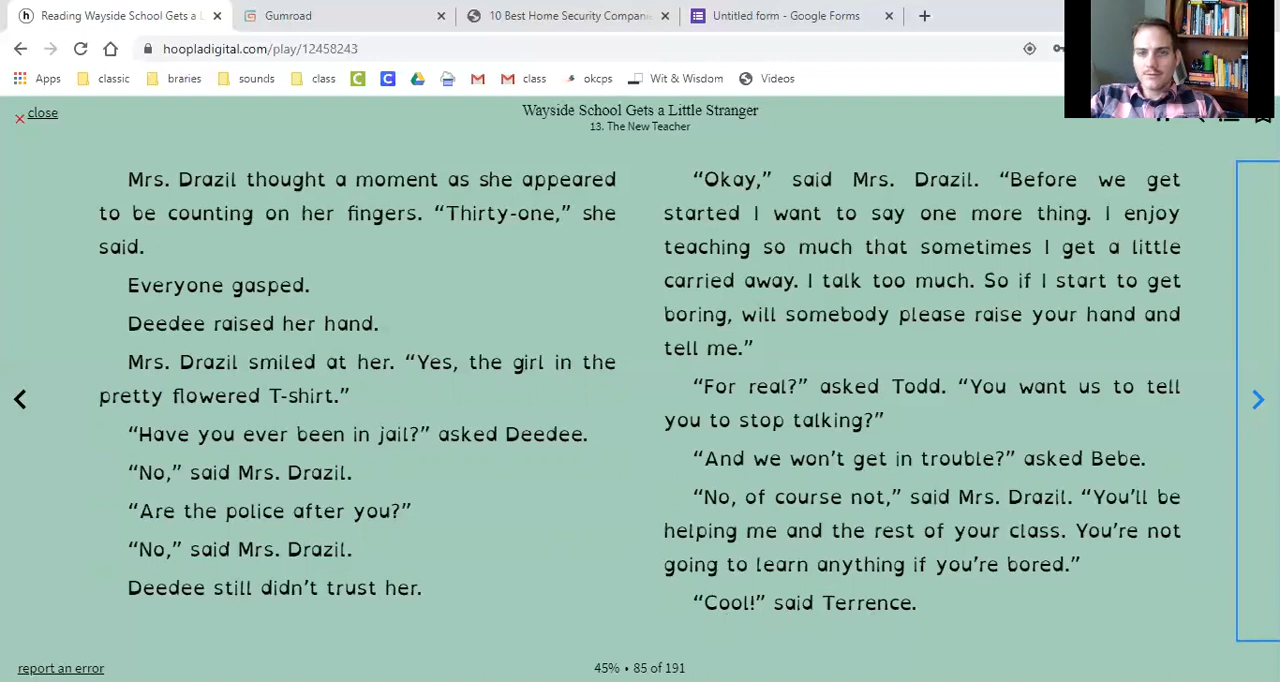 Reading Wayside School Gets a L
Gumroad
10 Best Home Security Compani
Untitled form - Google Forms
hoopladigital.com/play/12458243
Apps classic braries sounds class okcps Wit & Wisdom Videos
close
Wayside School Gets a Little Stranger
13. The New Teacher
Mrs. Drazil thought a moment as she appeared
to be counting on her fingers. “Thirty-one,” she
said.
Everyone gasped.
Deedee raised her hand.
Mrs. Drazil smiled at her. “Yes, the girl in the
pretty flowered T-shirt.”
“Have you ever been in jail?” asked Deedee.
“No,” said Mrs. Drazil.
“Are the police after you?”
“No,” said Mrs. Drazil.
Deedee still didn’t trust her.
“Okay,” said Mrs. Drazil. “Before we get
started I want to say one more thing. I enjoy
teaching so much that sometimes I get a little
carried away. I talk too much. So if I start to get
boring, will somebody please raise your hand and
tell me.”
“For real?” asked Todd. “You want us to tell
you to stop talking?”
“And we won’t get in trouble?” asked Bebe.
“No, of course not,” said Mrs. Drazil. “You’ll be
helping me and the rest of your class. You’re not
going to learn anything if you’re bored.”
“Cool!” said Terrence.
report an error
45% • 85 of 191